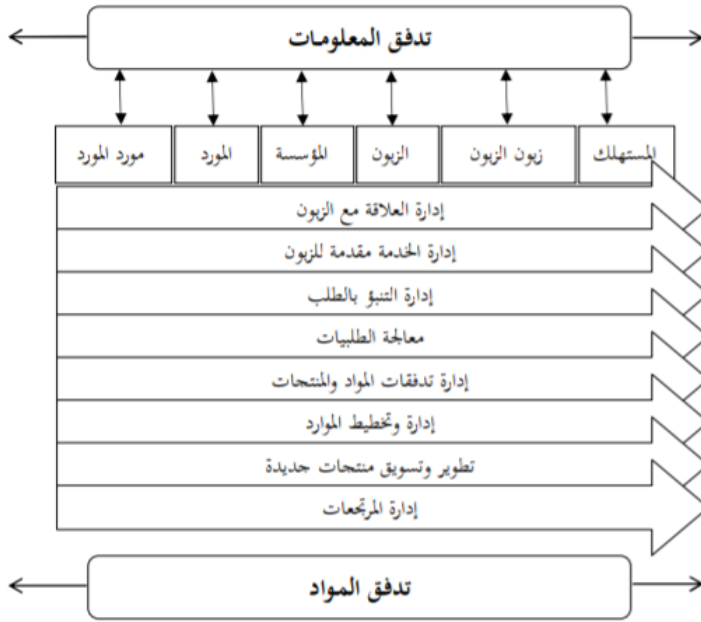 تدفق المعلومات
المستهلك
زبون الزبون
الزبون
المؤسسة
المورد
مورد المورد
إدارة العلاقة مع الزبون
إدارة الخدمة مقدمة للزبون
إدارة التنبؤ بالطلب
معالجة الطلبيات
إدارة تدفقات المواد والمنتجات
إدارة وتخطيط الموارد
تطوير وتسويق منتجات جديدة
إدارة المرتجعات
تدفق المواد